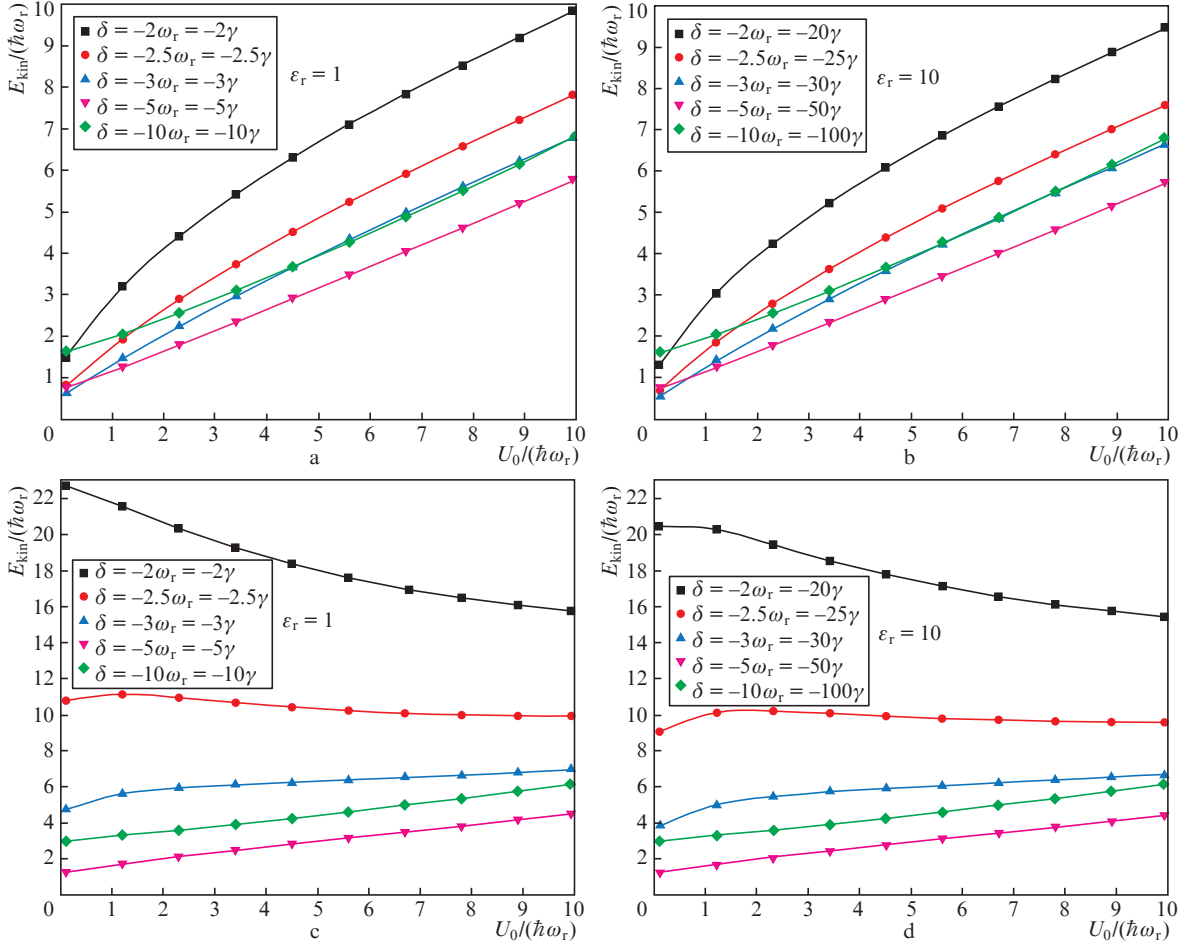 E_kin/(ħω_r)
10
9
8
7
6
5
4
3
2
1
0
δ = −2ω_r = −2γ
δ = −2.5ω_r = −2.5γ
δ = −3ω_r = −3γ
δ = −5ω_r = −5γ
δ = −10ω_r = −10γ
ε_r = 1
1 2 3 4 5 6 7 8 9 10
a
U_0/(ħω_r)
E_kin/(ħω_r)
10
9
8
7
6
5
4
3
2
1
0
δ = −2ω_r = −20γ
δ = −2.5ω_r = −25γ
δ = −3ω_r = −30γ
δ = −5ω_r = −50γ
δ = −10ω_r = −100γ
ε_r = 10
1 2 3 4 5 6 7 8 9 10
b
U_0/(ħω_r)
E_kin/(ħω_r)
22
20
18
16
14
12
10
8
6
4
2
0
δ = −2ω_r = −2γ
δ = −2.5ω_r = −2.5γ
δ = −3ω_r = −3γ
δ = −5ω_r = −5γ
δ = −10ω_r = −10γ
ε_r = 1
1 2 3 4 5 6 7 8 9 10
c
U_0/(ħω_r)
E_kin/(ħω_r)
22
20
18
16
14
12
10
8
6
4
2
0
δ = −2ω_r = −20γ
δ = −2.5ω_r = −25γ
δ = −3ω_r = −30γ
δ = −5ω_r = −50γ
δ = −10ω_r = −100γ
ε_r = 10
1 2 3 4 5 6 7 8 9 10
d
U_0/(ħω_r)